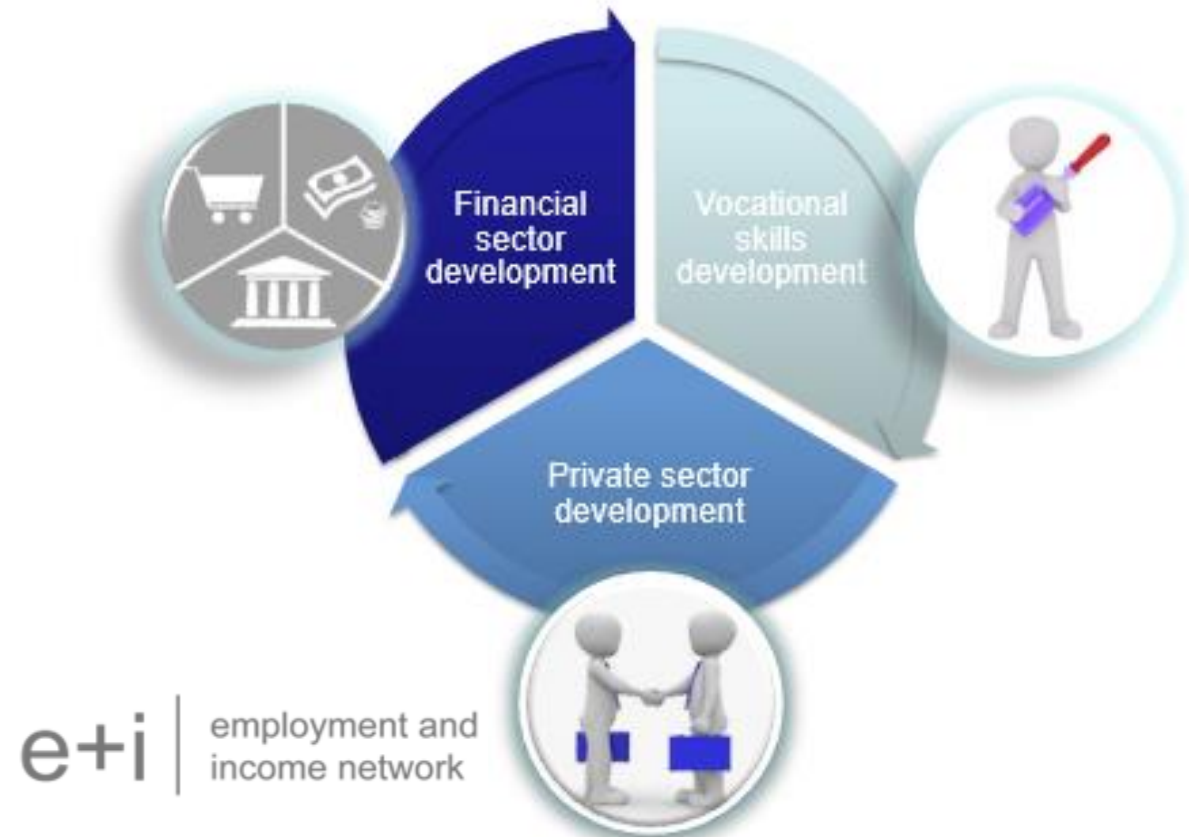 Financial
sector
development
Vocational
skills
development
Private sector
development
e+i
employment and
income network